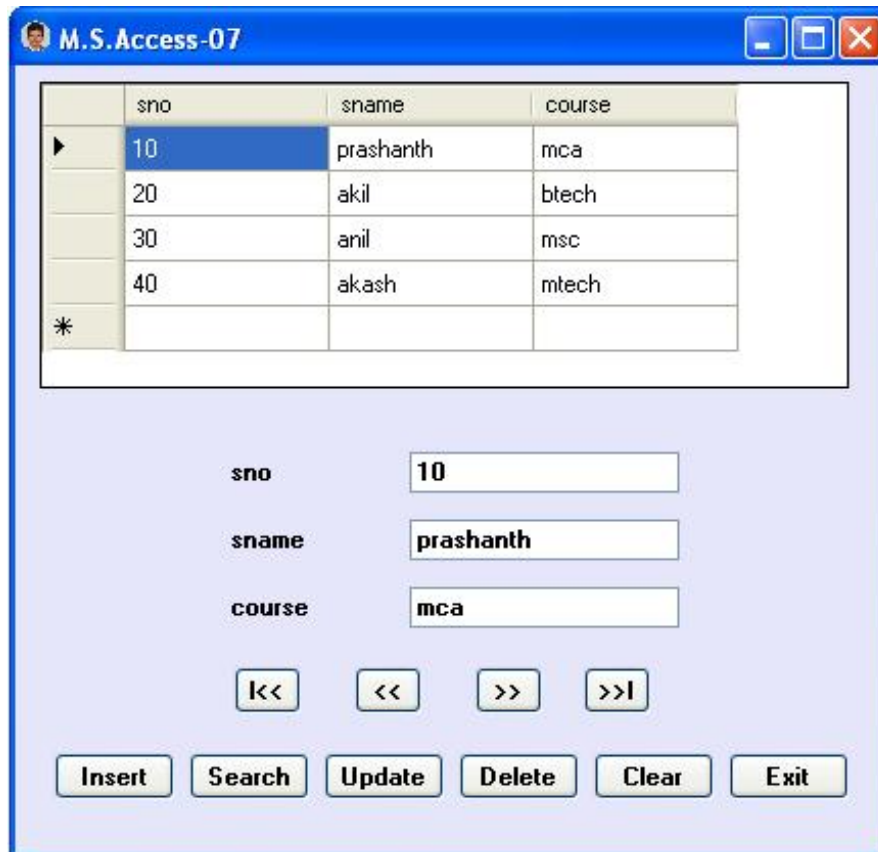 M.S.Access-07
sno sname course
10 prashanth mca
20 akil btech
30 anil msc
40 akash mtech
sno 10
sname prashanth
course mca
I<< << >> >>I
Insert Search Update Delete Clear Exit